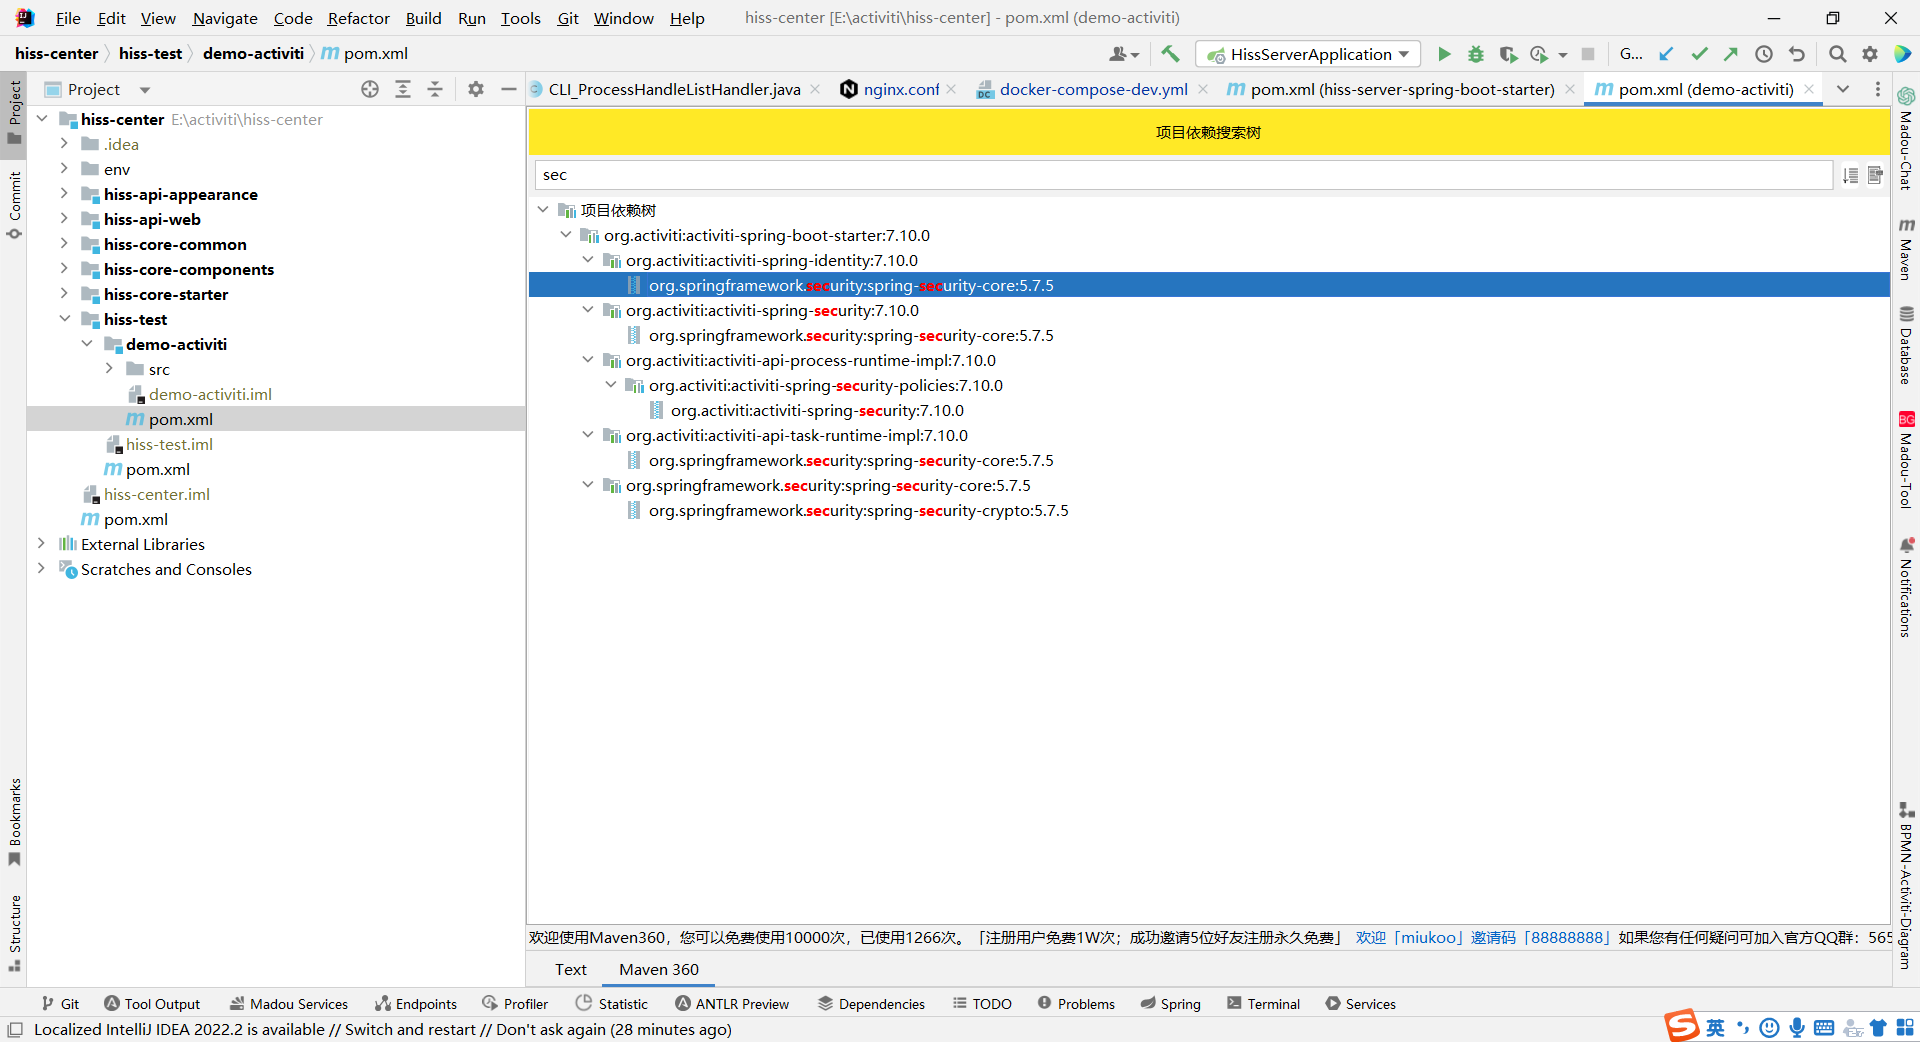 File Edit View Navigate Code Refactor Build Run Tools Git Window Help hiss-center [E:\activiti\hiss-center] - pom.xml (demo-activiti)
hiss-center hiss-test demo-activiti m pom.xml HissServerApplication G...
Project
CLI_ProcessHandleListHandler.java nginx.conf docker-compose-dev.yml m pom.xml (hiss-server-spring-boot-starter) m pom.xml (demo-activiti)
hiss-center E:\activiti\hiss-center
.idea
env
hiss-api-appearance
hiss-api-web
hiss-core-common
hiss-core-components
hiss-core-starter
hiss-test
demo-activiti
src
demo-activiti.iml
m pom.xml
hiss-test.iml
m pom.xml
hiss-center.iml
m pom.xml
External Libraries
Scratches and Consoles
项目依赖搜索树
sec
项目依赖树
org.activiti:activiti-spring-boot-starter:7.10.0
org.activiti:activiti-spring-identity:7.10.0
org.springframework.security:spring-security-core:5.7.5
org.activiti:activiti-spring-security:7.10.0
org.springframework.security:spring-security-core:5.7.5
org.activiti:activiti-api-process-runtime-impl:7.10.0
org.activiti:activiti-spring-security-policies:7.10.0
org.activiti:activiti-spring-security:7.10.0
org.activiti:activiti-api-task-runtime-impl:7.10.0
org.springframework.security:spring-security-core:5.7.5
org.springframework.security:spring-security-core:5.7.5
org.springframework.security:spring-security-crypto:5.7.5
欢迎使用Maven360，您可以免费使用10000次，已使用1266次。「注册用户免费1W次；成功邀请5位好友注册永久免费」 欢迎「miukoo」邀请码「88888888」如果您有任何疑问可加入官方QQ群：565
Text Maven 360
Project
Commit
Bookmarks
Structure
Madou-Chat
m Maven
Database
BG Madou-Tool
Notifications
BPMN-Activiti-Diagram
Git Tool Output Madou Services Endpoints Profiler Statistic ANTLR Preview Dependencies TODO Problems Spring Terminal Services
Localized IntelliJ IDEA 2022.2 is available // Switch and restart // Don't ask again (28 minutes ago)
S 英